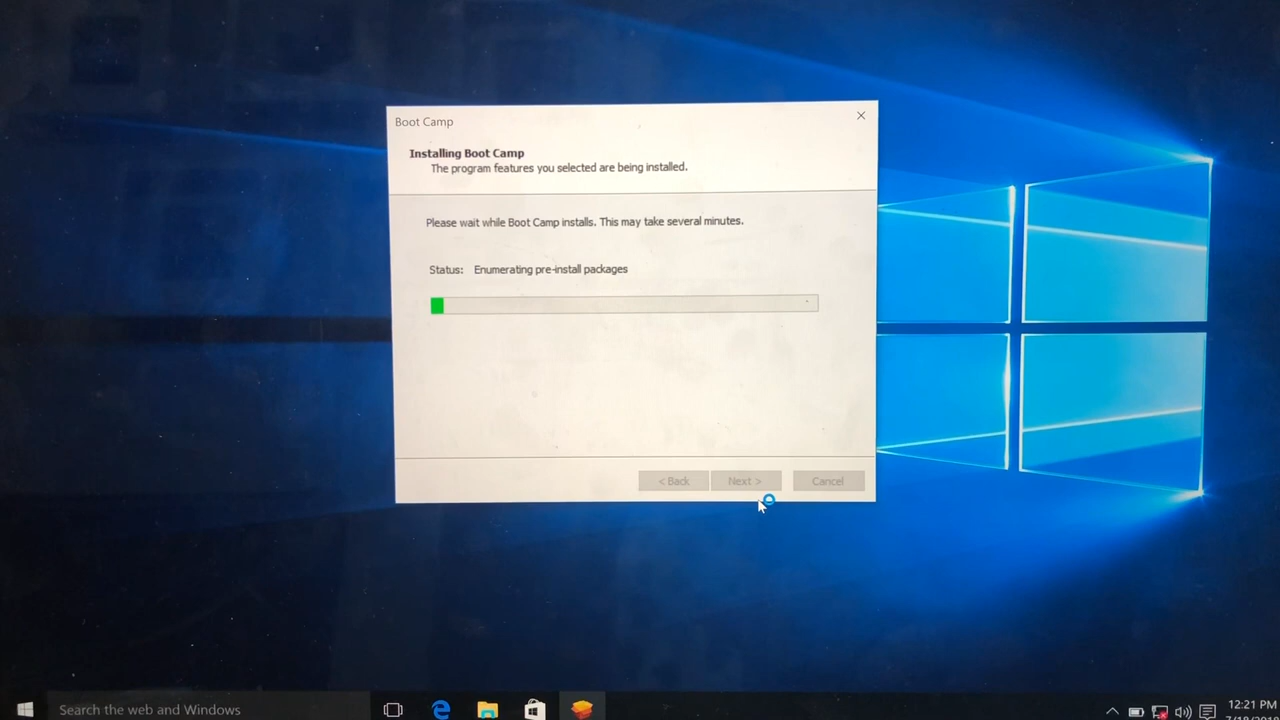 Boot Camp
Installing Boot Camp
The program features you selected are being installed.
Please wait while Boot Camp installs. This may take several minutes.
Status: Enumerating pre-install packages
< Back Next > Cancel
Search the web and Windows
12:21 PM